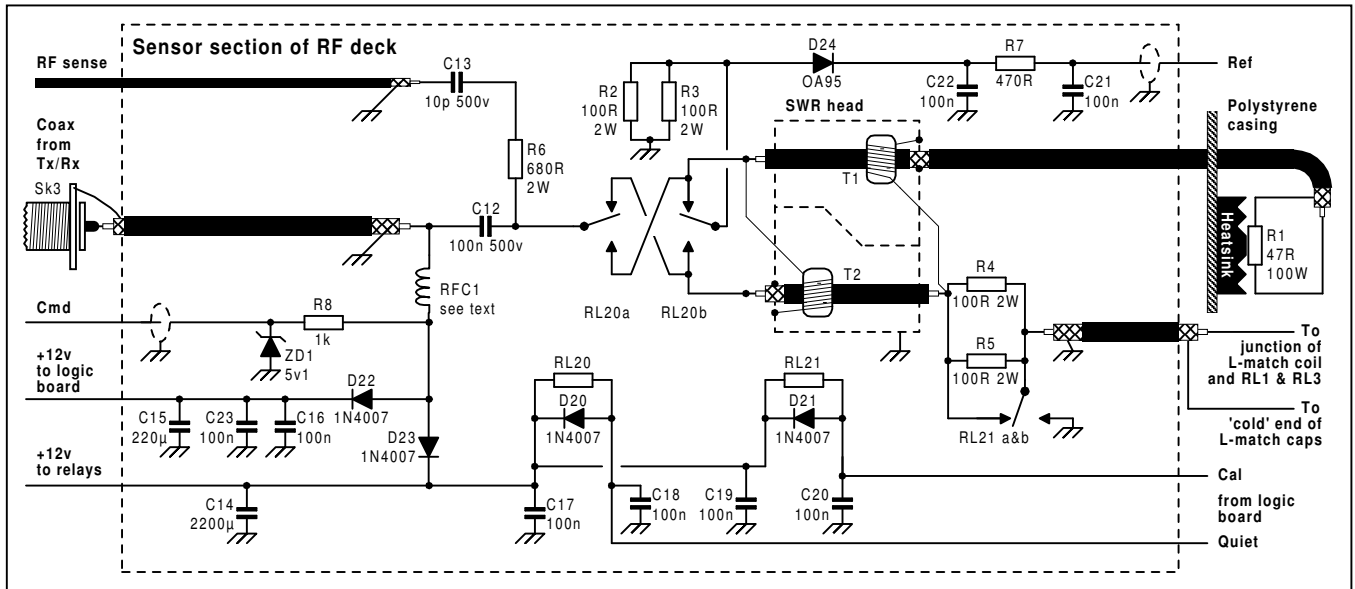 Sensor section of RF deck
RF sense
C13
10p 500v
R2
100R
2W
R3
100R
2W
D24
OA95
R7
470R
C22
100n
C21
100n
Ref
SWR head
Polystyrene
casing
Coax
from
Tx/Rx
Sk3
R6
680R
2W
C12
100n 500v
T1
T2
Heatsink
R1
47R
100W
RFC1
see text
RL20a
RL20b
R4
100R 2W
R5
100R 2W
RL21 a&b
To
junction of
L-match coil
and RL1 & RL3
To
'cold' end of
L-match caps
Cmd
R8
1k
ZD1
5v1
+12v
to logic
board
D22
1N4007
C15
220µ
C23
100n
C16
100n
D23
1N4007
RL20
D20
1N4007
RL21
D21
1N4007
+12v
to relays
C14
2200µ
C17
100n
C18
100n
C19
100n
C20
100n
Cal
from logic
board
Quiet